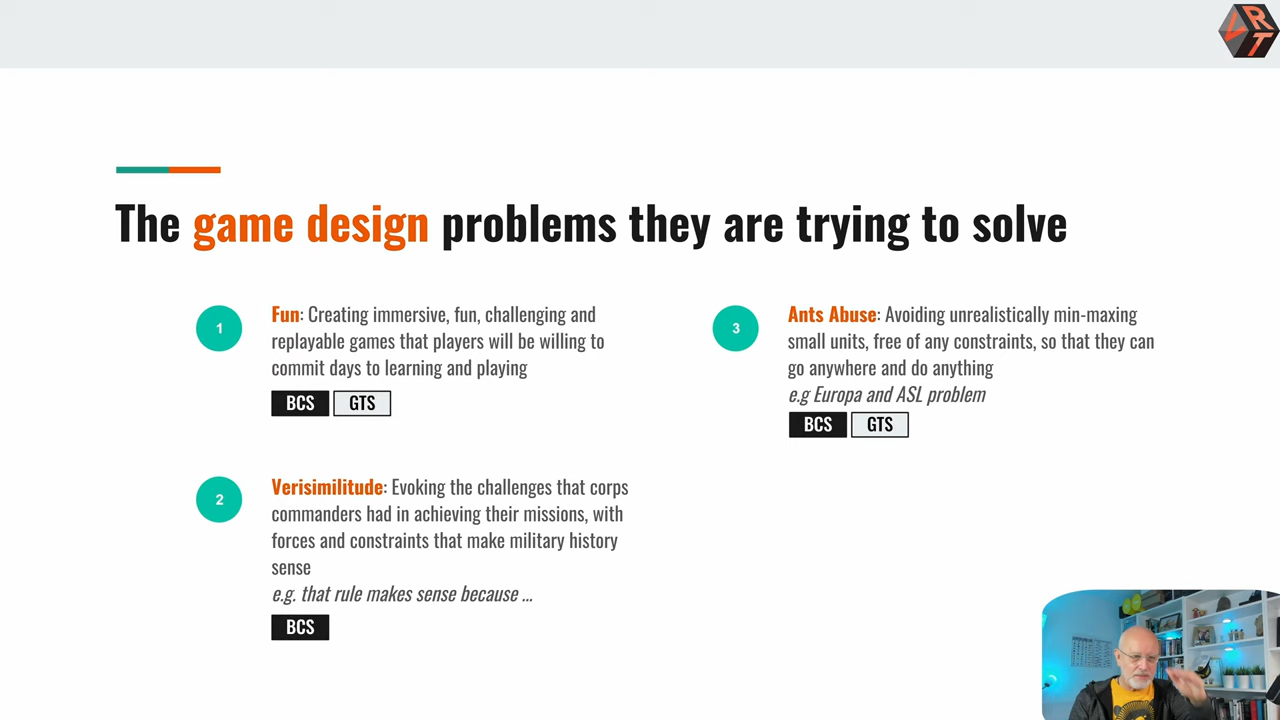 The game design problems they are trying to solve
1
Fun: Creating immersive, fun, challenging and
replayable games that players will be willing to
commit days to learning and playing
BCS GTS
2
Verisimilitude: Evoking the challenges that corps
commanders had in achieving their missions, with
forces and constraints that make military history
sense
e.g. that rule makes sense because ...
BCS
3
Ants Abuse: Avoiding unrealistically min-maxing
small units, free of any constraints, so that they can
go anywhere and do anything
e.g Europa and ASL problem
BCS GTS
LRT